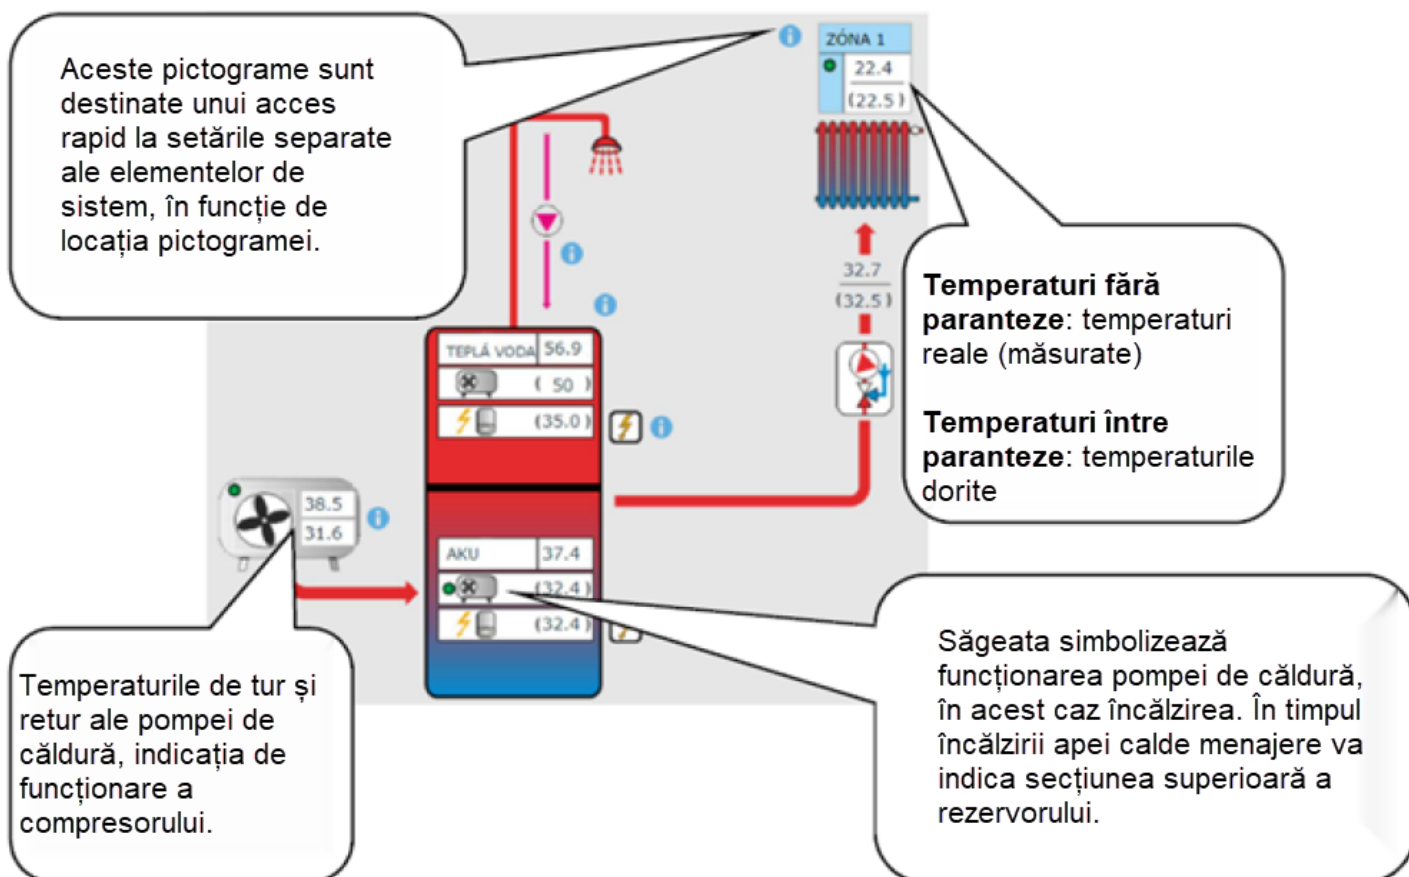 Aceste pictograme sunt
destinate unui acces
rapid la setările separate
ale elementelor de
sistem, în funcție de
locația pictogramei.
ZÓNA 1
22.4
(22.5)
32.7
(32.5)
Temperaturi fără
paranteze: temperaturi
reale (măsurate)
Temperaturi între
paranteze: temperaturile
dorite
TEPLÁ VODA 56.9
( 50 )
(35.0)
38.5
31.6
AKU 37.4
(32.4)
(32.4)
Temperaturile de tur și
retur ale pompei de
căldură, indicația de
funcționare a
compresorului.
Săgeata simbolizează
funcționarea pompei de căldură,
în acest caz încălzirea. În timpul
încălzirii apei calde menajere va
indica secțiunea superioară a
rezervorului.